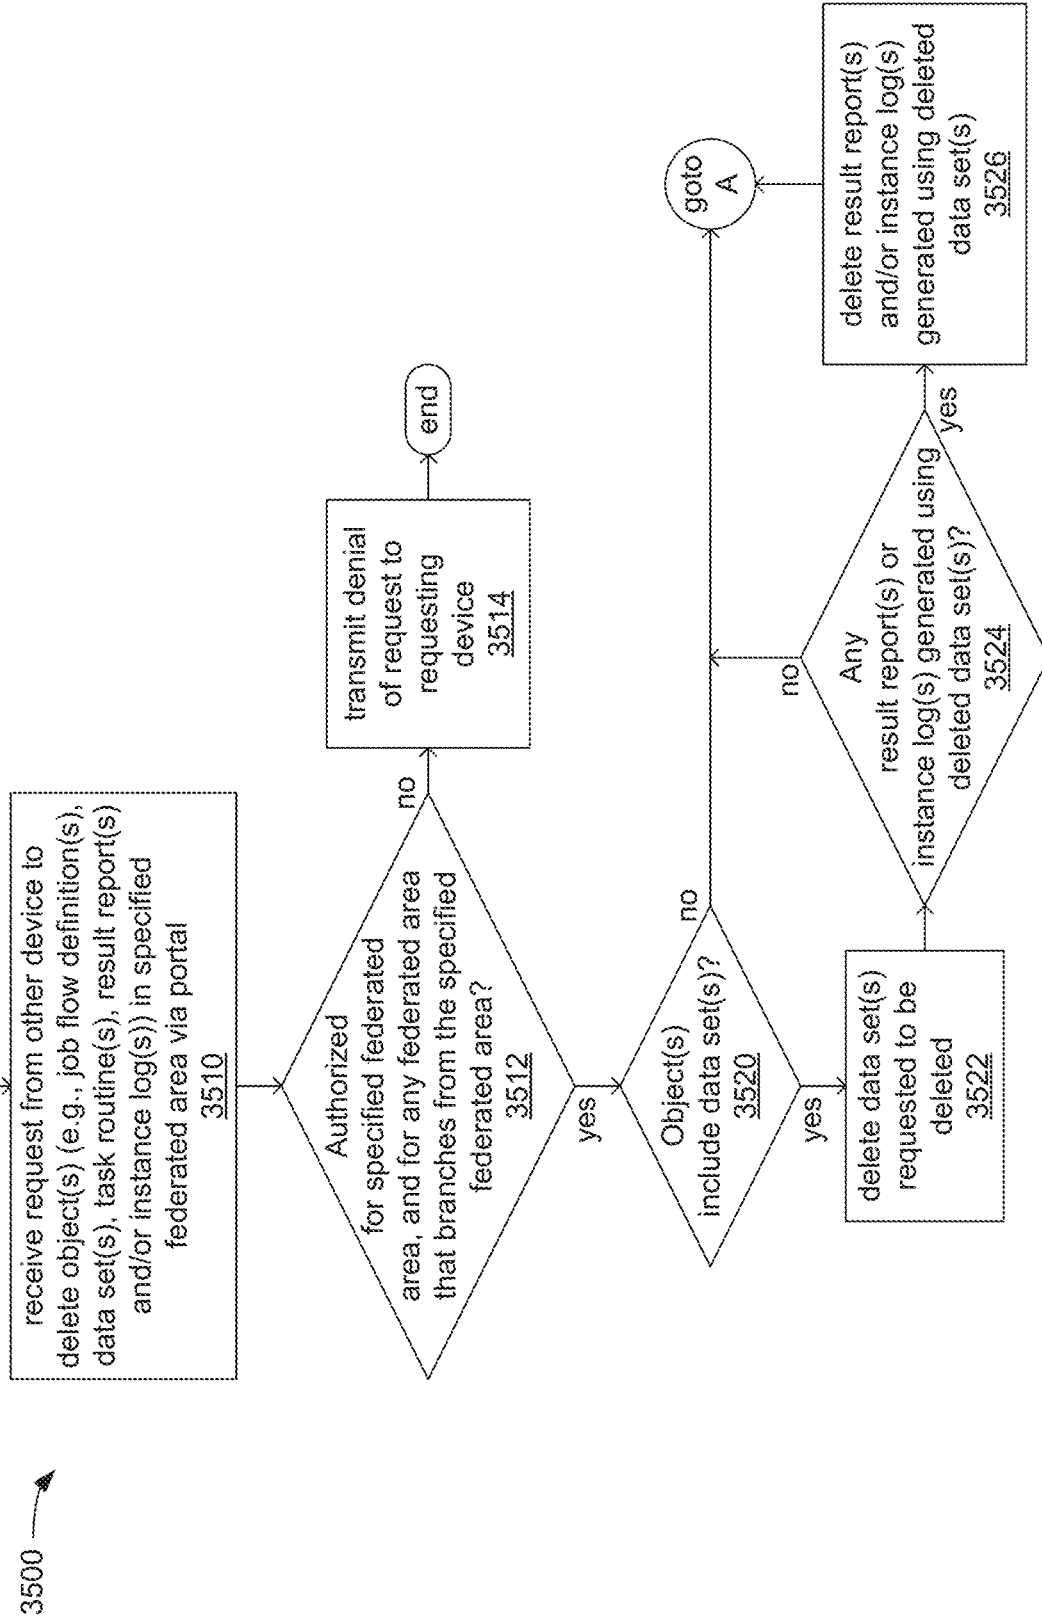 3500
receive request from other device to
delete object(s) (e.g., job flow definition(s),
data set(s), task routine(s), result report(s)
and/or instance log(s)) in specified
federated area via portal
3510
Authorized
for specified federated
area, and for any federated area
that branches from the specified
federated area?
3512
no
transmit denial
of request to
requesting
device
3514
end
yes
Object(s)
include data set(s)?
3520
no
goto
A
yes
delete data set(s)
requested to be
deleted
3522
Any
result report(s) or
instance log(s) generated using
deleted data set(s)?
3524
no
yes
delete result report(s)
and/or instance log(s)
generated using deleted
data set(s)
3526